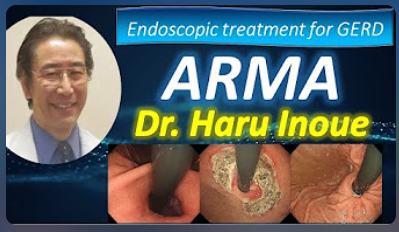 Endoscopic treatment for GERD
ARMA
Dr. Haru Inoue